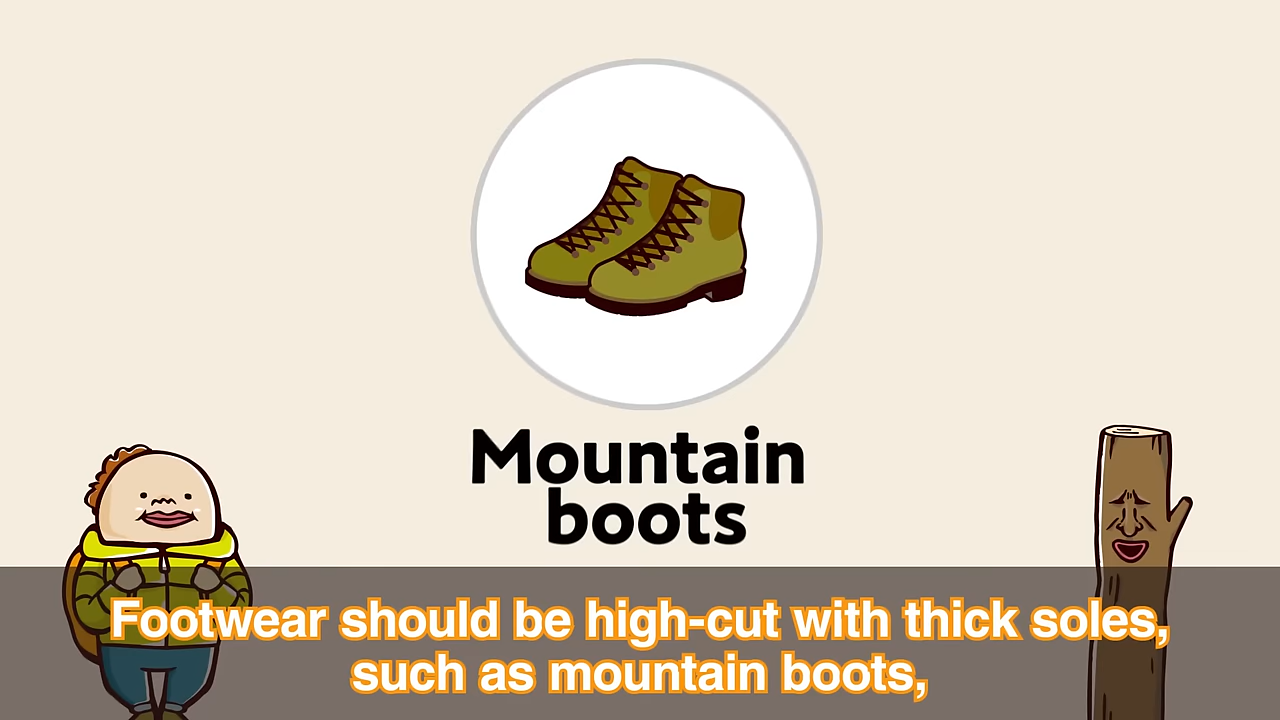 Mountain
boots
Footwear should be high-cut with thick soles,
such as mountain boots,